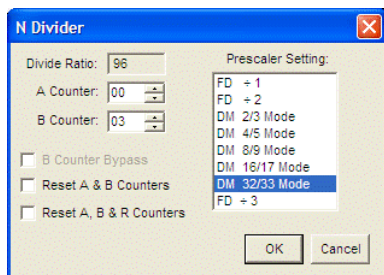 N Divider
Divide Ratio: 96
A Counter: 00
B Counter: 03
B Counter Bypass
Reset A & B Counters
Reset A, B & R Counters
Prescaler Setting:
FD ÷ 1
FD ÷ 2
DM 2/3 Mode
DM 4/5 Mode
DM 8/9 Mode
DM 16/17 Mode
DM 32/33 Mode
FD ÷ 3
OK Cancel